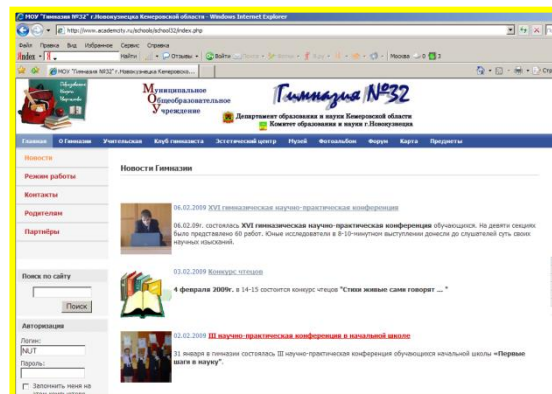 МОУ "Гимназия №32" г.Новокузнецка Кемеровской области - Windows Internet Explorer
http://www.academcity.ru/schools/school32/index.php
Файл Правка Вид Избранное Сервис Справка
Найти Отзывы Войти Москва
МОУ "Гимназия №32" г. Новокузнецка Кемеровско...
Муниципальное
Общеобразовательное
Учреждение
Гимназия №32
Департамент образования и науки Кемеровской области
Комитет образования и науки г.Новокузнецка
Главная О Гимназии Учительская Клуб гимназиста Эстетический центр Музей Фотоальбом Форум Карта Предметы
Новости
Режим работы
Контакты
Родителям
Партнёры
Новости Гимназии
06.02.2009 XVI гимназическая научно-практическая конференция
06.02.09г. состоялась XVI гимназическая научно-практическая конференция обучающихся. На девяти секциях
было представлено 60 работ. Юные исследователи в 8-10-минутном выступлении донесли до слушателей суть своих
научных изысканий.
03.02.2009 Конкурс чтецов
4 февраля 2009г. в 14-15 состоится конкурс чтецов "Стихи живые сами говорят ... "
02.02.2009 III научно-практическая конференция в начальной школе
31 января в гимназии состоялась III научно-практическая конференция обучающихся начальной школы «Первые
шаги в науку".
Поиск по сайту
Поиск
Авторизация
Логин:
NUT
Пароль:
Запомнить меня на
этом компьютере